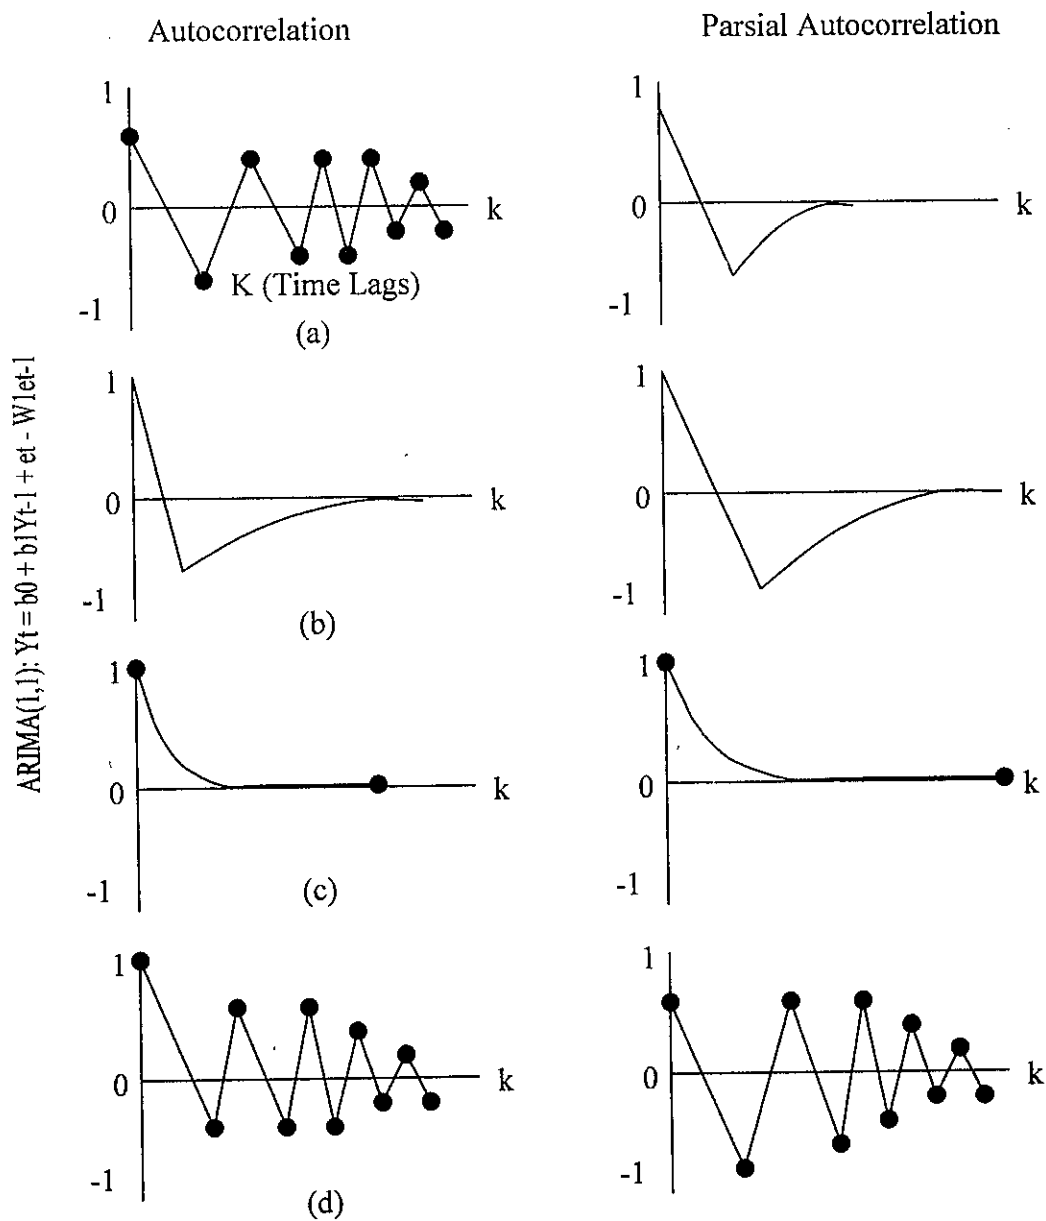 Autocorrelation
Parsial Autocorrelation
1
0
-1
k
K (Time Lags)
(a)
1
0
-1
k
ARIMA(1,1): Yt = b0 + b1Yt-1 + et - W1et-1
1
0
-1
k
(b)
1
0
-1
k
1
0
-1
k
(c)
1
0
-1
k
1
0
-1
k
(d)
1
0
-1
k